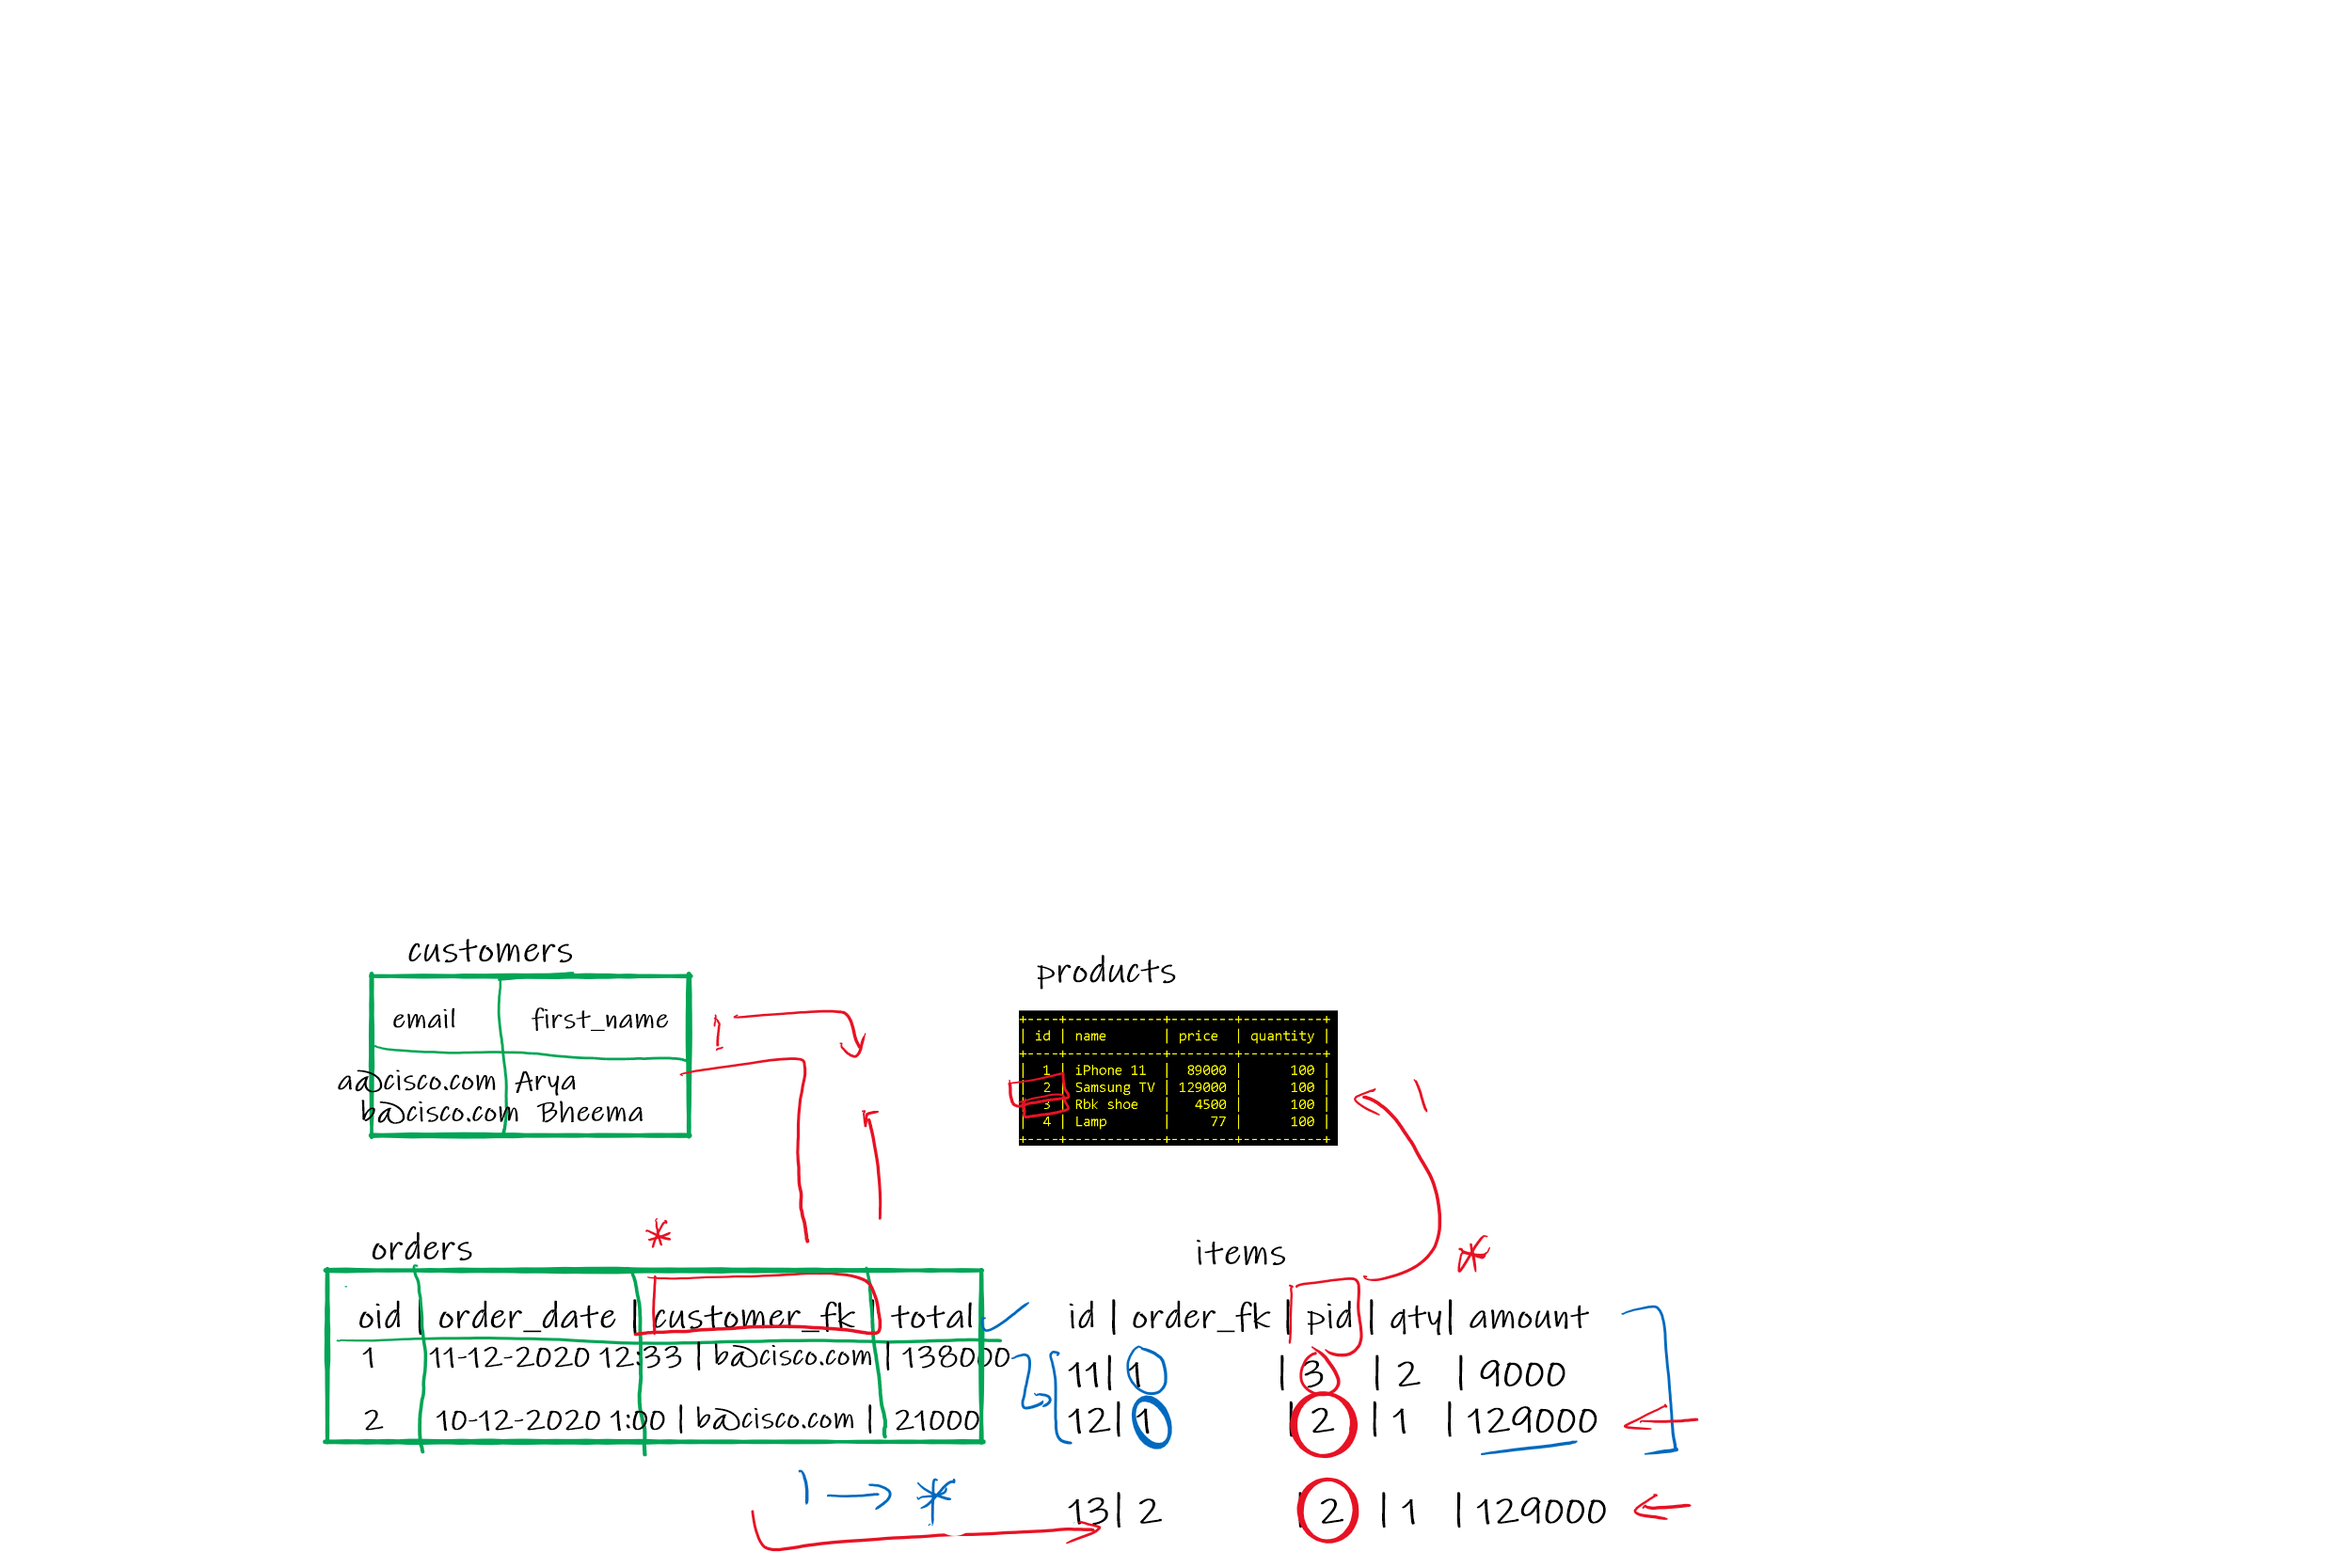 customers
email first_name
a@cisco.com Arya
b@cisco.com Bheema
1
products
+----+------------+--------+----------+
| id | name | price | quantity |
+----+------------+--------+----------+
| 1 | iPhone 11 | 89000 | 100 |
| 2 | Samsung TV | 129000 | 100 |
| 3 | Rbk shoe | 4500 | 100 |
| 4 | Lamp | 77 | 100 |
+----+------------+--------+----------+
1
orders
*
oid | order_date | customer_fk | total
1 11-12-2020 12:33 | b@cisco.com | 138000
2 10-12-2020 1:00 | b@cisco.com | 21000
1 → *
items
*
id | order_fk | pid | qty | amount
11 | 1 | 3 | 2 | 9000
12 | 1 | 2 | 1 | 129000
13 | 2 | 2 | 1 | 129000